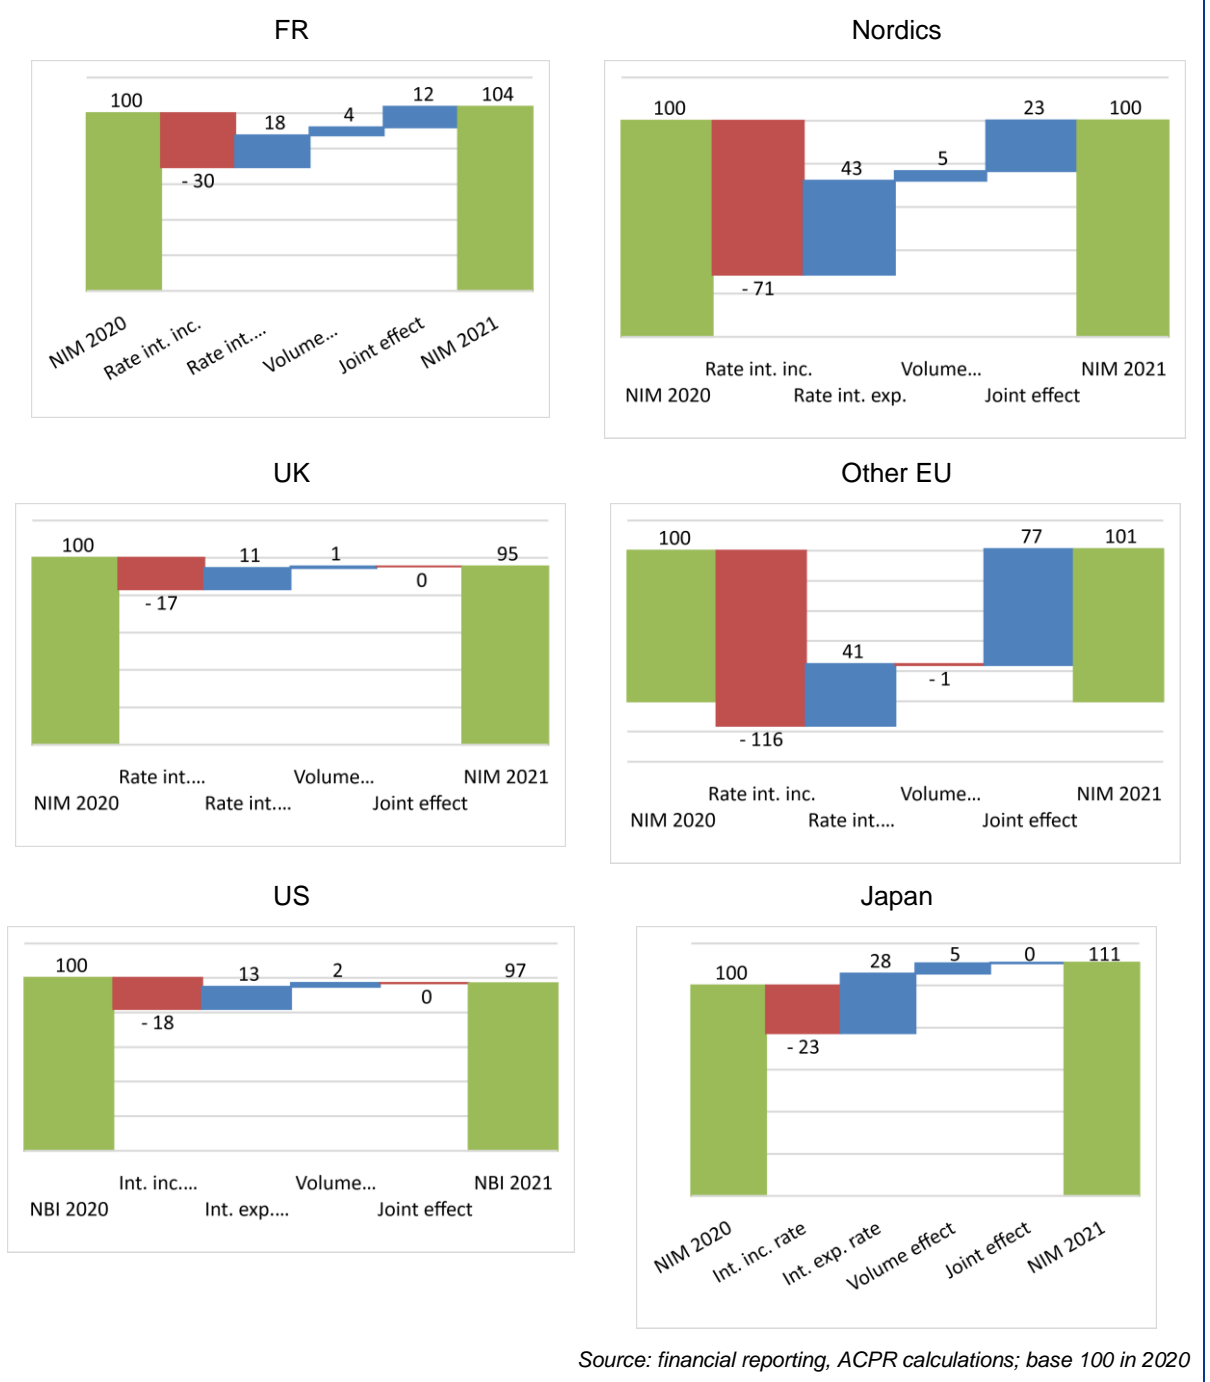 FR
100
- 30
18
4
12
104
NIM 2020
Rate int. inc.
Rate int....
Volume...
Joint effect
NIM 2021
Nordics
100
- 71
43
5
23
100
Rate int. inc.
Volume...
NIM 2021
NIM 2020
Rate int. exp.
Joint effect
UK
100
- 17
11
1
0
95
Rate int....
Volume...
NIM 2021
NIM 2020
Rate int....
Joint effect
Other EU
100
- 116
41
- 1
77
101
Rate int. inc.
Volume...
NIM 2021
NIM 2020
Rate int....
Joint effect
US
100
- 18
13
2
0
97
Int. inc....
Volume...
NBI 2021
NBI 2020
Int. exp....
Joint effect
Japan
100
- 23
28
5
0
111
NIM 2020
Int. inc. rate
Int. exp. rate
Volume effect
Joint effect
NIM 2021
Source: financial reporting, ACPR calculations; base 100 in 2020